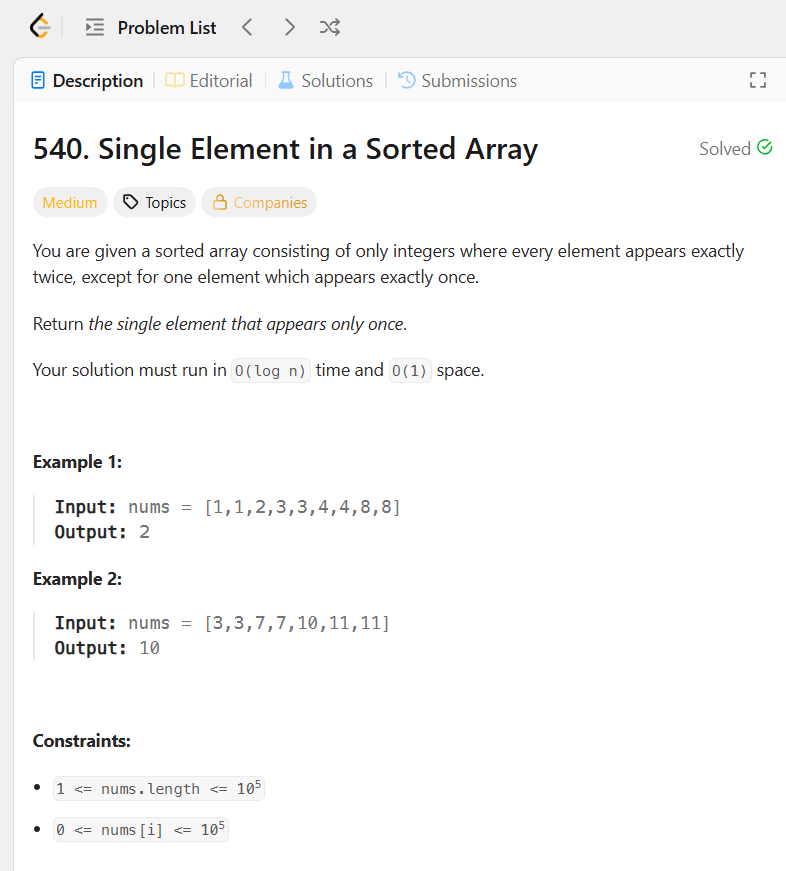 Problem List
Description
Editorial
Solutions
Submissions
540. Single Element in a Sorted Array
Solved
Medium
Topics
Companies
You are given a sorted array consisting of only integers where every element appears exactly
twice, except for one element which appears exactly once.
Return the single element that appears only once.
Your solution must run in O(log n) time and O(1) space.
Example 1:
Input: nums = [1,1,2,3,3,4,4,8,8]
Output: 2
Example 2:
Input: nums = [3,3,7,7,10,11,11]
Output: 10
Constraints:
• 1 <= nums.length <= 10⁵
• 0 <= nums[i] <= 10⁵